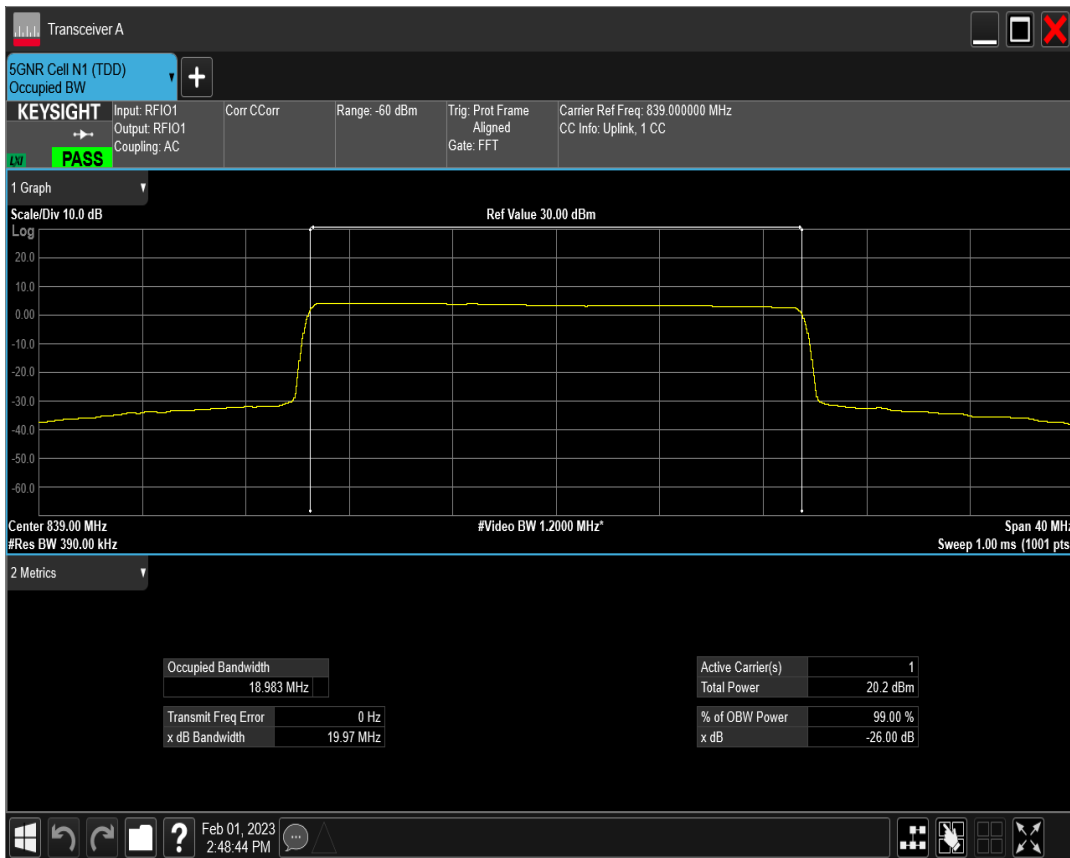 Transceiver A
5GNR Cell N1 (TDD)
Occupied BW
KEYSIGHT
LXI
PASS
Input: RFIO1
Output: RFIO1
Coupling: AC
Corr CCorr
Range: -60 dBm
Trig: Prot Frame
Aligned
Gate: FFT
Carrier Ref Freq: 839.000000 MHz
CC Info: Uplink, 1 CC
1 Graph
Scale/Div 10.0 dB
Ref Value 30.00 dBm
Log
20.0
10.0
0.00
-10.0
-20.0
-30.0
-40.0
-50.0
-60.0
Center 839.00 MHz
#Video BW 1.2000 MHz*
Span 40 MHz
#Res BW 390.00 kHz
Sweep 1.00 ms (1001 pts
2 Metrics
Occupied Bandwidth
18.983 MHz
Transmit Freq Error 0 Hz
x dB Bandwidth 19.97 MHz
Active Carrier(s) 1
Total Power 20.2 dBm
% of OBW Power 99.00 %
x dB -26.00 dB
?
Feb 01, 2023
2:48:44 PM